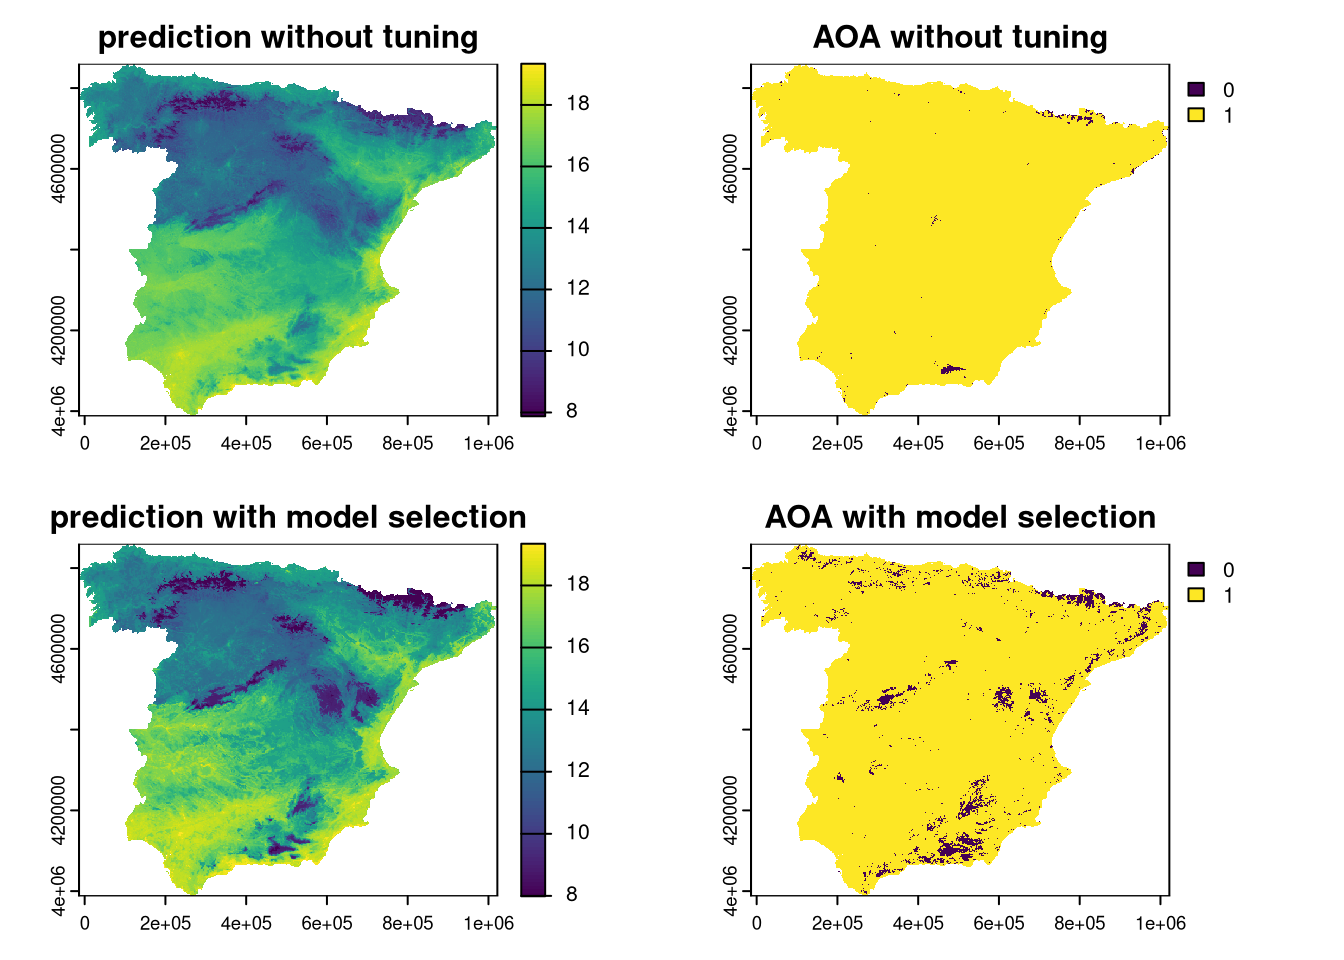 prediction without tuning
4600000
4200000
4e+06
0
2e+05
4e+05
6e+05
8e+05
1e+06
18
16
14
12
10
8
AOA without tuning
4600000
4200000
4e+06
0
2e+05
4e+05
6e+05
8e+05
1e+06
0
1
prediction with model selection
4600000
4200000
4e+06
0
2e+05
4e+05
6e+05
8e+05
1e+06
18
16
14
12
10
8
AOA with model selection
4600000
4200000
4e+06
0
2e+05
4e+05
6e+05
8e+05
1e+06
0
1